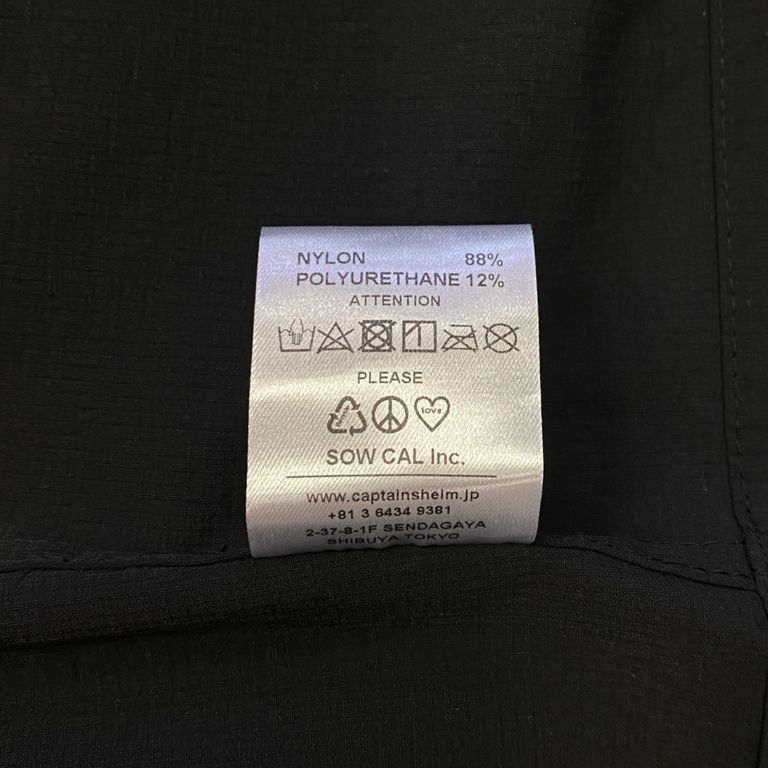 NYLON 88%
POLYURETHANE 12%
ATTENTION
PLEASE
love
SOW CAL Inc.
www.captainsheim.jp
+81 3 6434 9381
2-37-8-1F SENDAGAYA
SHIBUYA TOKYO